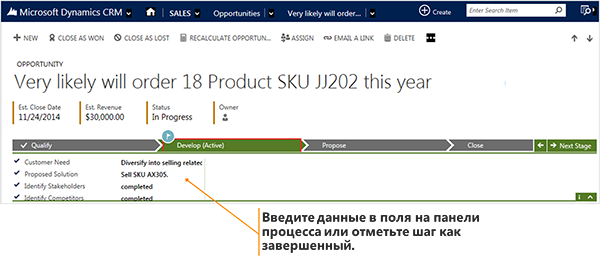 Microsoft Dynamics CRM SALES Opportunities Very likely will order... Create Enter Search Item
+ NEW CLOSE AS WON CLOSE AS LOST RECALCULATE OPPORTUN... ASSIGN EMAIL A LINK DELETE
OPPORTUNITY
Very likely will order 18 Product SKU JJ202 this year
Est. Close Date Est. Revenue Status Owner
11/24/2014 $30,000.00 In Progress
Qualify Develop (Active) Propose Close Next Stage
Customer Need Diversify into selling relatec
Proposed Solution Sell SKU AX305.
Identify Stakeholders completed
Identify Competitors completed
Введите данные в поля на панели
процесса или отметьте шаг как
завершенный.